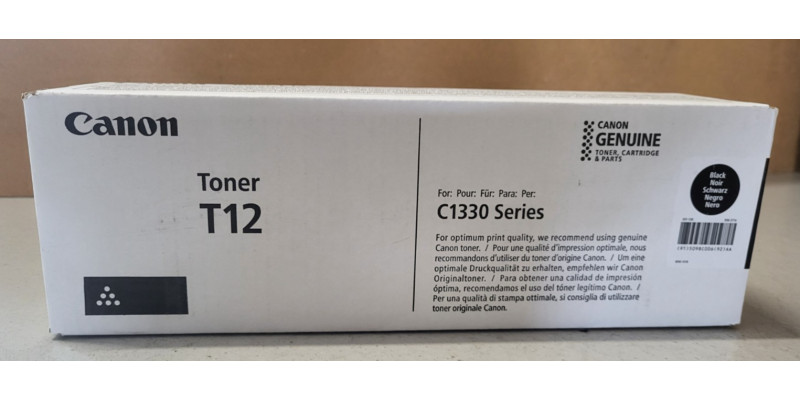 Canon
Toner
T12
CANON
GENUINE
TONER, CARTRIDGE
& PARTS
For: Pour: Für: Para: Per:
C1330 Series
For optimum print quality, we recommend using genuine
Canon toner. / Pour une qualité d'impression optimale, nous
recommandons d'utiliser du toner d'origine Canon. / Um eine
optimale Druckqualität zu erhalten, empfehlen wir Canon
Originaltoner. / Para obtener una calidad de impresión
óptima, recomendamos el uso del tóner legítimo Canon. /
Per una qualità di stampa ottimale, si consiglia di utilizzare
toner originale Canon.
Black
Noir
Schwarz
Negro
Nero